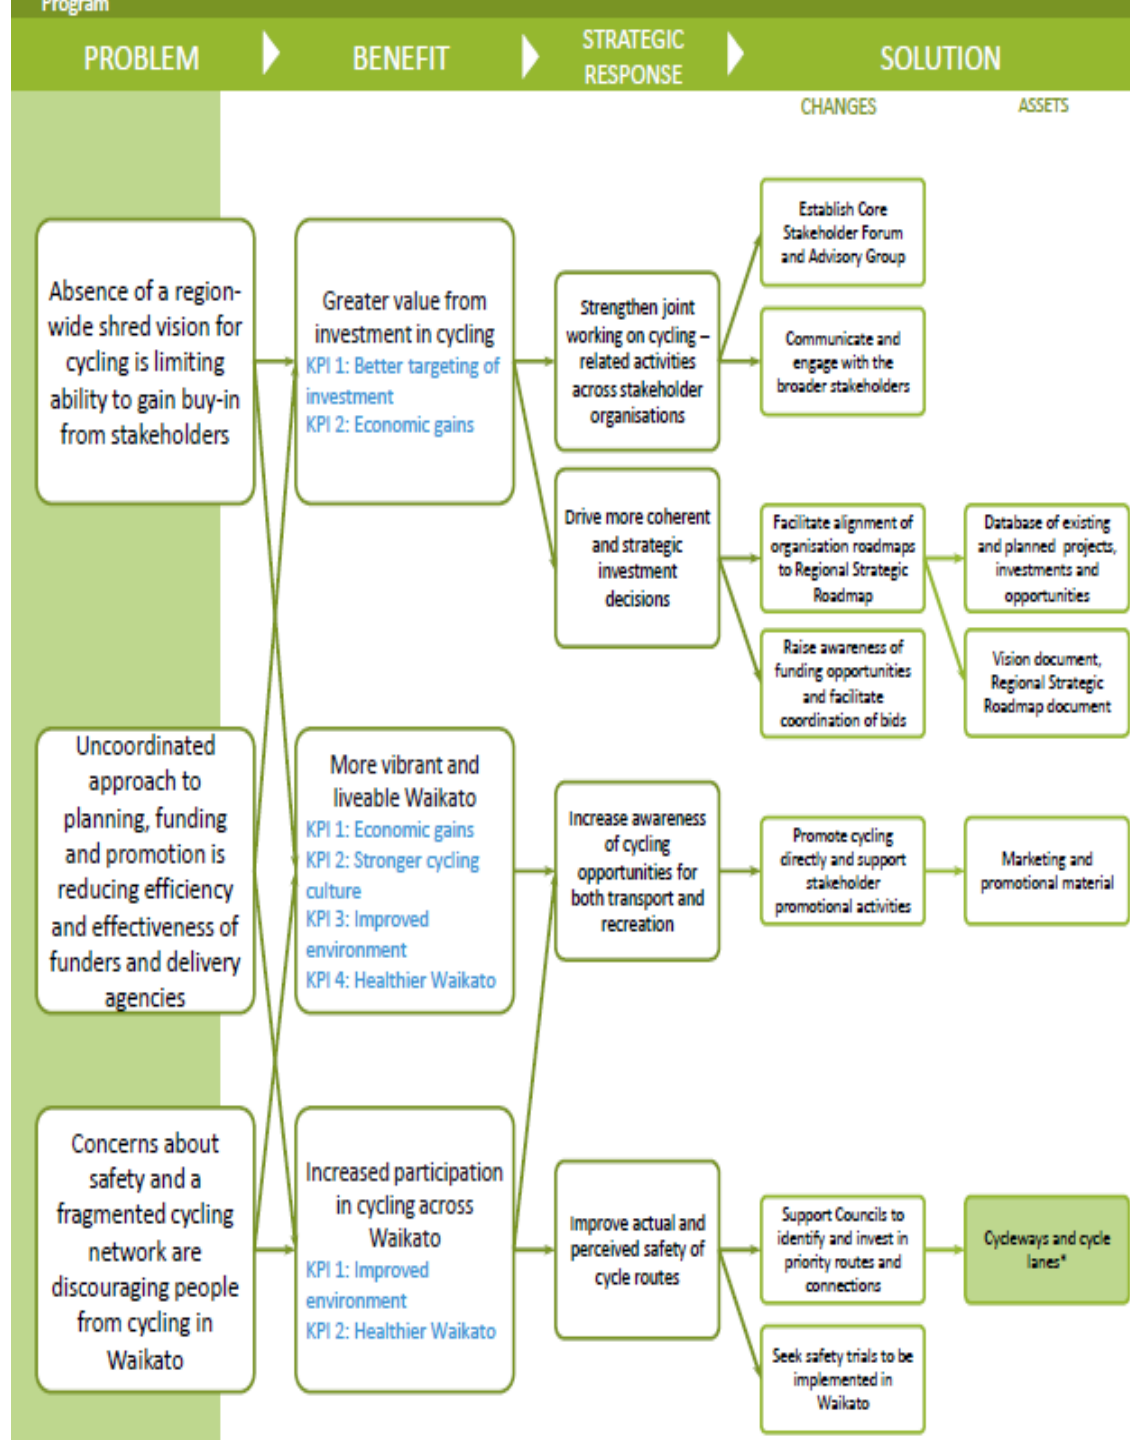 Program
PROBLEM
BENEFIT
STRATEGIC
RESPONSE
SOLUTION
CHANGES
ASSETS
Absence of a region-
wide shred vision for
cycling is limiting
ability to gain buy-in
from stakeholders
Uncoordinated
approach to
planning, funding
and promotion is
reducing efficiency
and effectiveness of
funders and delivery
agencies
Concerns about
safety and a
fragmented cycling
network are
discouraging people
from cycling in
Waikato
Greater value from
investment in cycling
KPI 1: Better targeting of
investment
KPI 2: Economic gains
More vibrant and
liveable Waikato
KPI 1: Economic gains
KPI 2: Stronger cycling
culture
KPI 3: Improved
environment
KPI 4: Healthier Waikato
Increased participation
in cycling across
Waikato
KPI 1: Improved
environment
KPI 2: Healthier Waikato
Strengthen joint
working on cycling –
related activities
across stakeholder
organisations
Drive more coherent
and strategic
investment
decisions
Increase awareness
of cycling
opportunities for
both transport and
recreation
Improve actual and
perceived safety of
cycle routes
Establish Core
Stakeholder Forum
and Advisory Group
Communicate and
engage with the
broader stakeholders
Facilitate alignment of
organisation roadmaps
to Regional Strategic
Roadmap
Raise awareness of
funding opportunities
and facilitate
coordination of bids
Promote cycling
directly and support
stakeholder
promotional activities
Support Councils to
identify and invest in
priority routes and
connections
Seek safety trials to be
implemented in
Waikato
Database of existing
and planned projects,
investments and
opportunities
Vision document,
Regional Strategic
Roadmap document
Marketing and
promotional material
Cycleways and cycle
lanes*